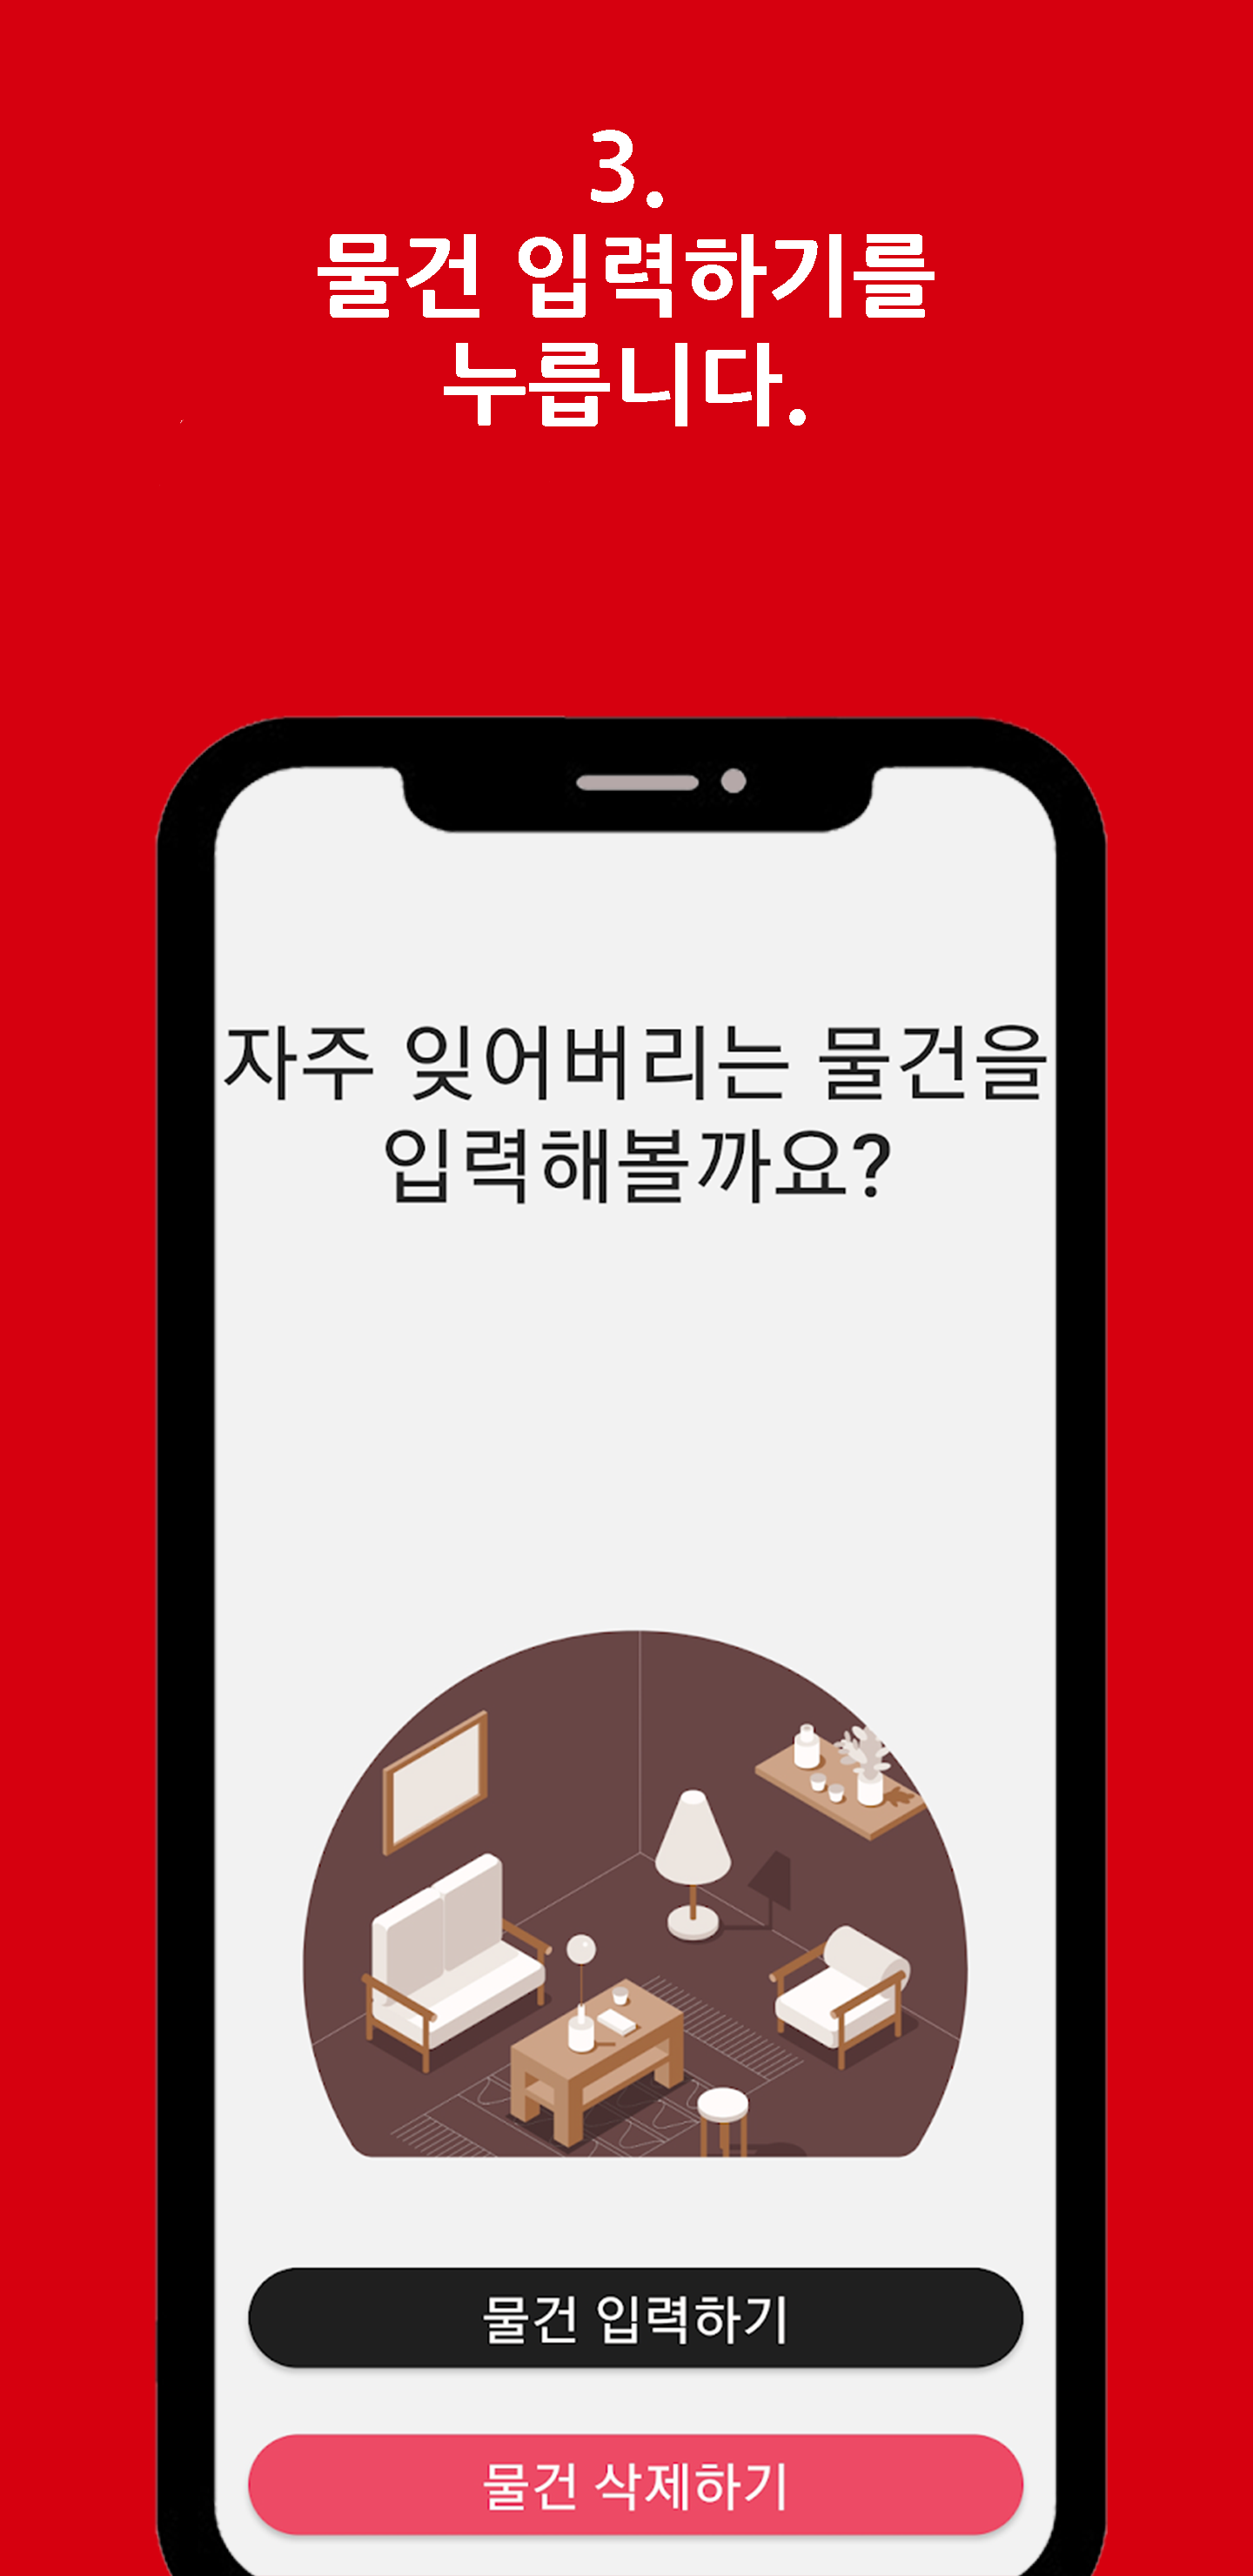 3.
물건 입력하기를
누릅니다.
자주 잊어버리는 물건을
입력해볼까요?
물건 입력하기
물건 삭제하기